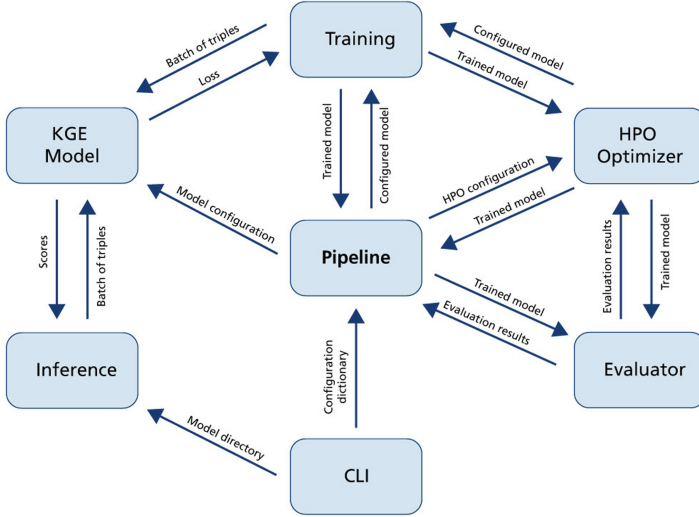 Training
Batch of triples
Loss
Configured model
Trained model
KGE
Model
HPO
Optimizer
Trained model
Configured model
HPO configuration
Trained model
Model configuration
Pipeline
Scores
Batch of triples
Evaluation results
Trained model
Trained model
Evaluation results
Inference
Evaluator
Configuration
dictionary
Model directory
CLI